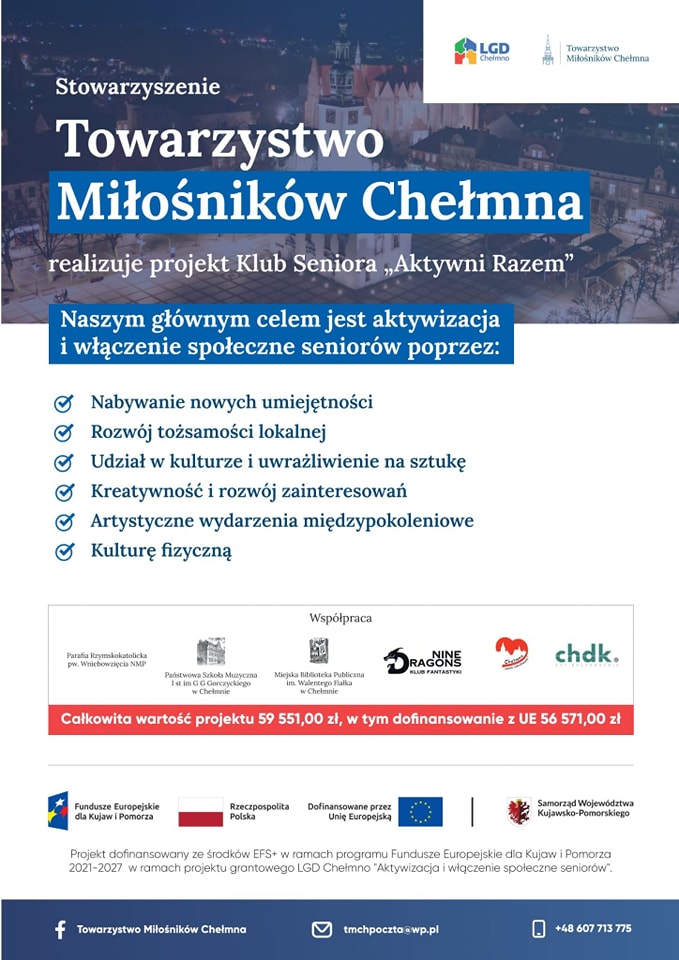 LGD
Chełmno
Towarzystwo
Miłośników Chełmna
Stowarzyszenie
Towarzystwo
Miłośników Chełmna
realizuje projekt Klub Seniora „Aktywni Razem”
Naszym głównym celem jest aktywizacja
i włączenie społeczne seniorów poprzez:
Nabywanie nowych umiejętności
Rozwój tożsamości lokalnej
Udział w kulturze i uwrażliwienie na sztukę
Kreatywność i rozwój zainteresowań
Artystyczne wydarzenia międzypokoleniowe
Kulturę fizyczną
Współpraca
Parafia Rzymskokatolicka
pw. Wniebowzięcia NMP
Państwowa Szkoła Muzyczna
I st im G G Gorczyckiego
w Chełmnie
Miejska Biblioteka Publiczna
im. Walentego Fiałka
w Chełmnie
NINE
DRAGONS
KLUB FANTASTYKI
Chełmno
chdk.
Całkowita wartość projektu 59 551,00 zł, w tym dofinansowanie z UE 56 571,00 zł
Fundusze Europejskie
dla Kujaw i Pomorza
Rzeczpospolita
Polska
Dofinansowane przez
Unię Europejską
Samorząd Województwa
Kujawsko-Pomorskiego
Projekt dofinansowany ze środków EFS+ w ramach programu Fundusze Europejskie dla Kujaw i Pomorza
2021-2027 w ramach projektu grantowego LGD Chełmno "Aktywizacja i włączenie społeczne seniorów".
Towarzystwo Miłośników Chełmna
tmchpoczta@wp.pl
+48 607 713 775